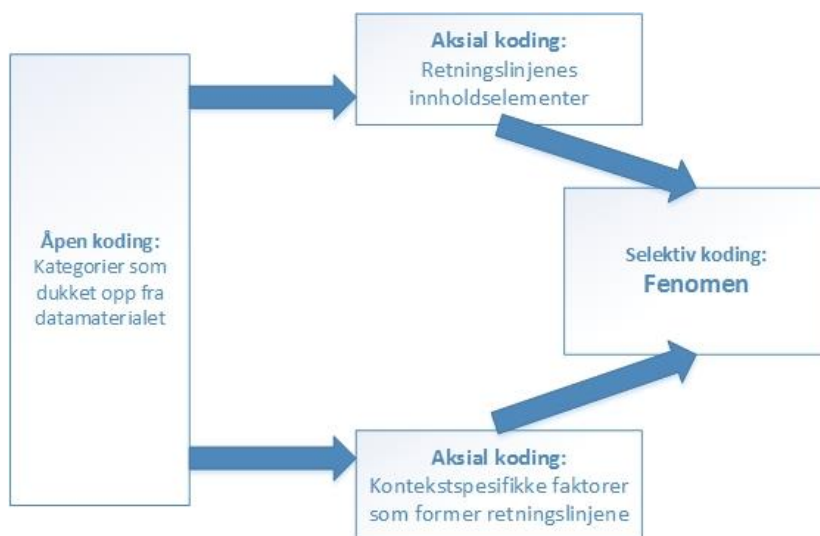 Åpen koding:
Kategorier som
dukket opp fra
datamaterialet
Aksial koding:
Retningslinjenes
innholdselementer
Aksial koding:
Kontekstspesifikke faktorer
som former retningslinjene
Selektiv koding:
Fenomen